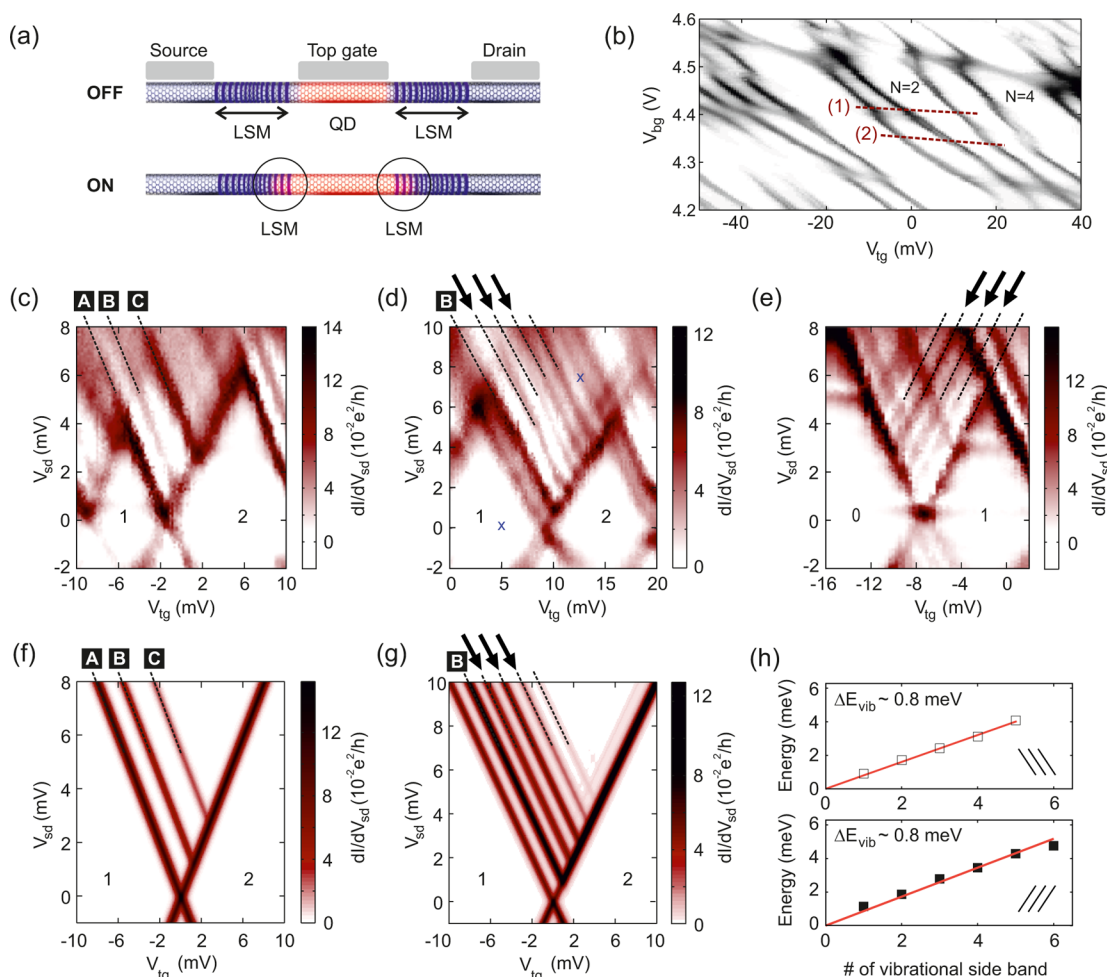 (a)
Source Top gate Drain
OFF
LSM QD LSM
ON
LSM LSM
(b)
4.6
4.5
4.4
4.3
4.2
V_bg (V)
N=2
N=4
(1)
(2)
-40 -20 0 20 40
V_tg (mV)
(c)
A B C
8
6
4
2
0
-2
V_sd (mV)
1 2
-10 -6 -2 2 6 10
V_tg (mV)
14
12
8
4
0
dI/dV_sd (10^-2 e^2/h)
(d)
B
10
8
6
4
2
0
-2
V_sd (mV)
x
x
1 2
0 5 10 15 20
V_tg (mV)
12
8
4
0
dI/dV_sd (10^-2 e^2/h)
(e)
8
6
4
2
0
-2
V_sd (mV)
0 1
-16 -12 -8 -4 0
V_tg (mV)
12
8
4
0
dI/dV_sd (10^-2 e^2/h)
(f)
A B C
8
6
4
2
0
V_sd (mV)
1 2
-10 -6 -2 2 6 10
V_tg (mV)
12
8
4
0
dI/dV_sd (10^-2 e^2/h)
(g)
B
10
8
6
4
2
0
V_sd (mV)
1 2
-10 -6 -2 2 6 10
V_tg (mV)
12
8
4
0
dI/dV_sd (10^-2 e^2/h)
(h)
6
4
2
0
Energy (meV)
ΔE_vib ~ 0.8 meV
0 2 4 6
6
4
2
0
Energy (meV)
ΔE_vib ~ 0.8 meV
0 2 4 6
# of vibrational side band